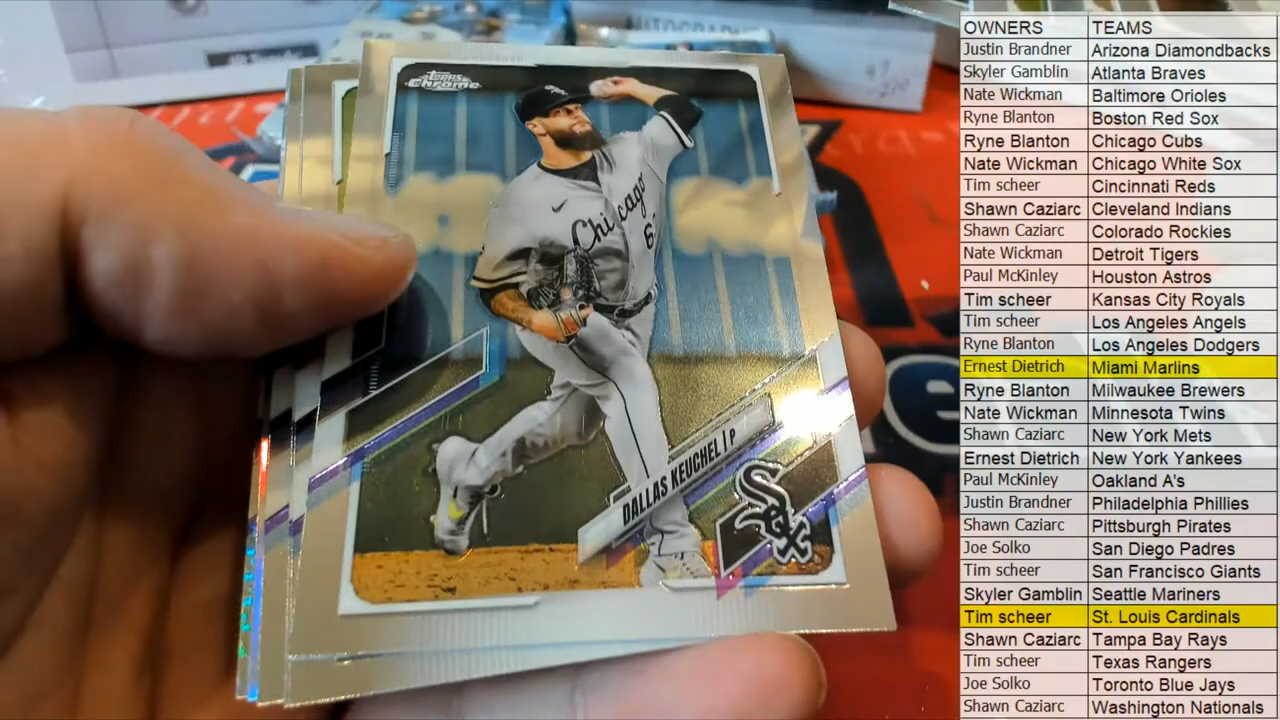 AUTOGRAPH
Topps
Chrome
Sox
Chicago
DALLAS KEUCHEL | P
Sox
OWNERS TEAMS
Justin Brandner Arizona Diamondbacks
Skyler Gamblin Atlanta Braves
Nate Wickman Baltimore Orioles
Ryne Blanton Boston Red Sox
Ryne Blanton Chicago Cubs
Nate Wickman Chicago White Sox
Tim scheer Cincinnati Reds
Shawn Caziarc Cleveland Indians
Shawn Caziarc Colorado Rockies
Nate Wickman Detroit Tigers
Paul McKinley Houston Astros
Tim scheer Kansas City Royals
Tim scheer Los Angeles Angels
Ryne Blanton Los Angeles Dodgers
Ernest Dietrich Miami Marlins
Ryne Blanton Milwaukee Brewers
Nate Wickman Minnesota Twins
Shawn Caziarc New York Mets
Ernest Dietrich New York Yankees
Paul McKinley Oakland A's
Justin Brandner Philadelphia Phillies
Shawn Caziarc Pittsburgh Pirates
Joe Solko San Diego Padres
Tim scheer San Francisco Giants
Skyler Gamblin Seattle Mariners
Tim scheer St. Louis Cardinals
Shawn Caziarc Tampa Bay Rays
Tim scheer Texas Rangers
Joe Solko Toronto Blue Jays
Shawn Caziarc Washington Nationals